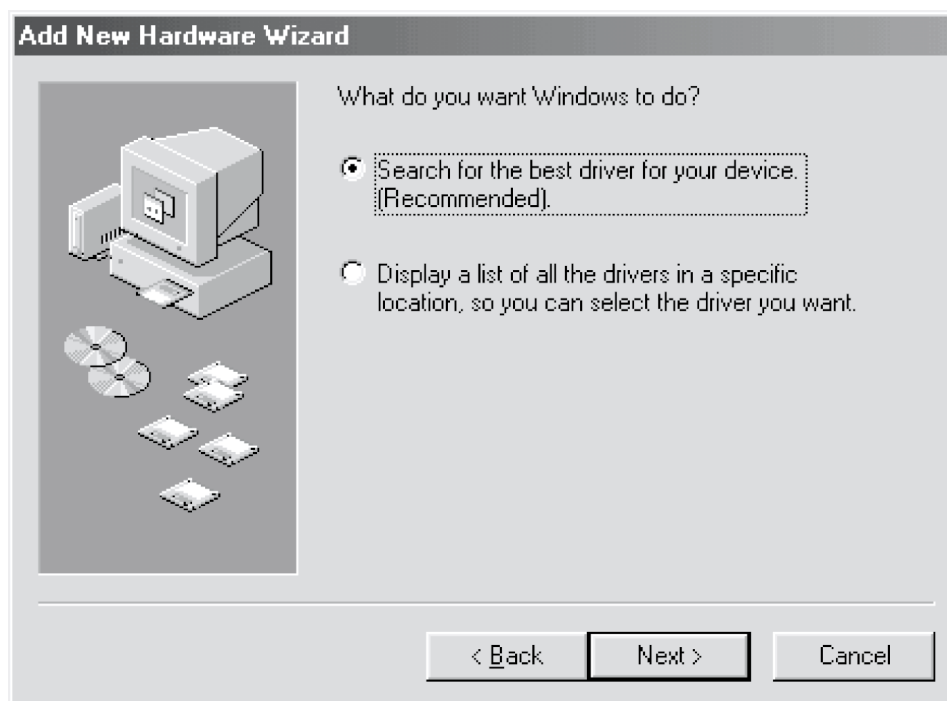 Add New Hardware Wizard
What do you want Windows to do?
Search for the best driver for your device.
(Recommended).
Display a list of all the drivers in a specific
location, so you can select the driver you want.
< Back
Next >
Cancel